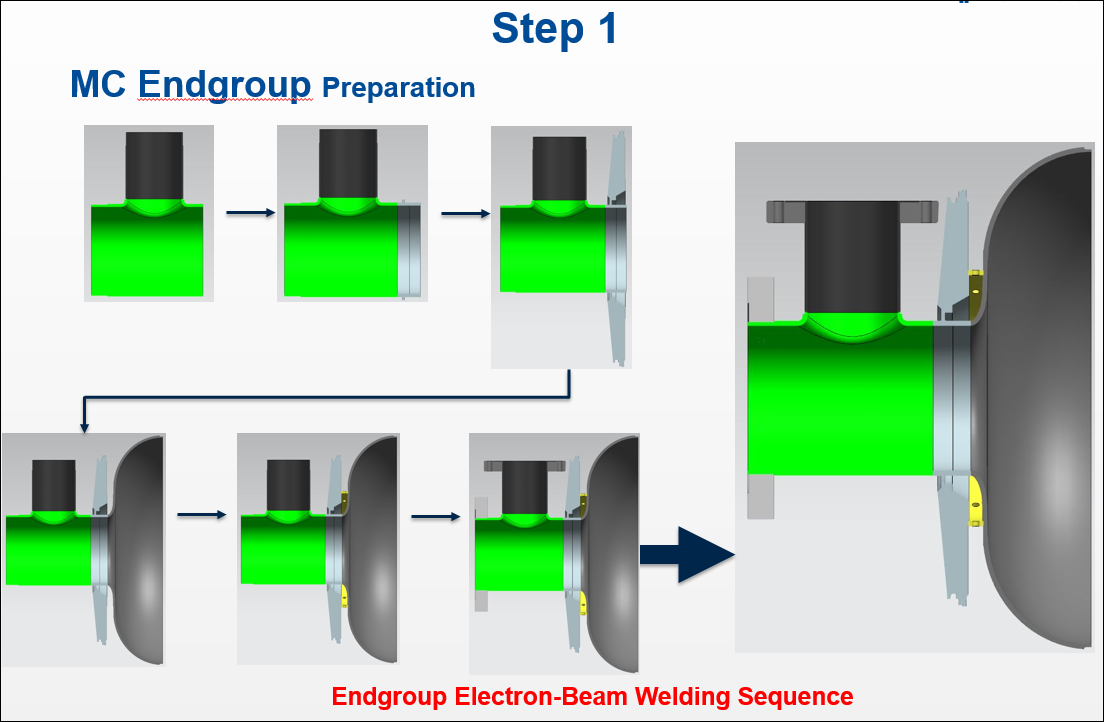 Step 1
MC Endgroup Preparation
Endgroup Electron-Beam Welding Sequence